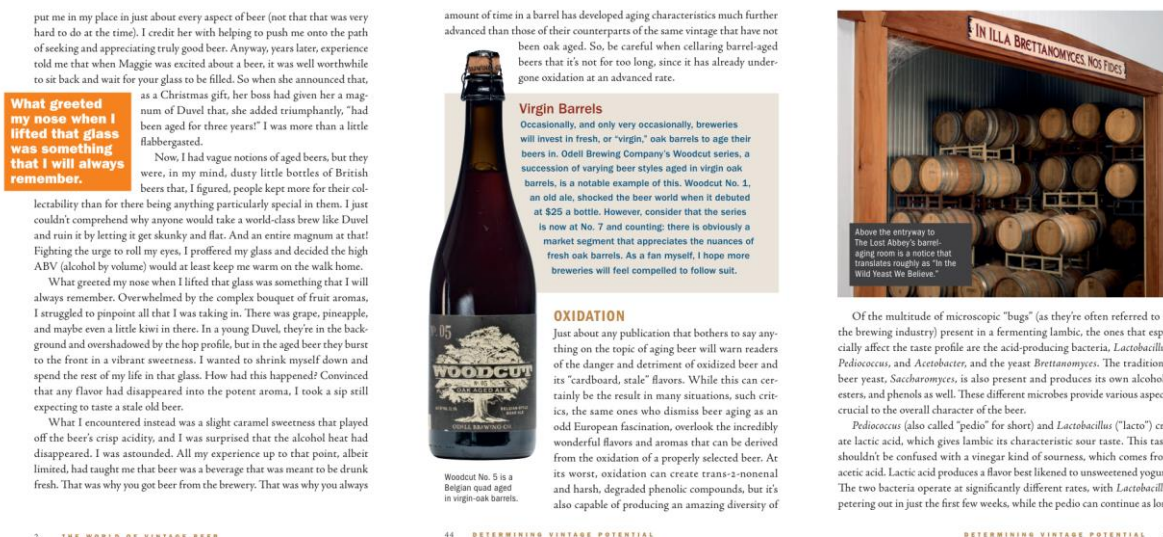 put me in my place in just about every aspect of beer (not that that was very
hard to do at the time). I credit her with helping to push me onto the path
of seeking and appreciating truly good beer. Anyway, years later, experience
told me that when Maggie was excited about a beer, it was well worthwhile
to sit back and wait for your glass to be filled. So when she announced that,
as a Christmas gift, her boss had given her a mag-
num of Duvel that, she added triumphantly, "had
been aged for three years!" I was more than a little
flabbergasted.
What greeted
my nose when I
lifted that glass
was something
that I will always
remember.
Now, I had vague notions of aged beers, but they
were, in my mind, dusty little bottles of British
beers that, I figured, people kept more for their col-
lectability than for there being anything particularly special in them. I just
couldn't comprehend why anyone would take a world-class brew like Duvel
and ruin it by letting it get skunky and flat. And an entire magnum at that!
Fighting the urge to roll my eyes, I proffered my glass and decided the high
ABV (alcohol by volume) would at least keep me warm on the walk home.
What greeted my nose when I lifted that glass was something that I will
always remember. Overwhelmed by the complex bouquet of fruit aromas,
I struggled to pinpoint all that I was taking in. There was grape, pineapple,
and maybe even a little kiwi in there. In a young Duvel, they're in the back-
ground and overshadowed by the hop profile, but in the aged beer they burst
to the front in a vibrant sweetness. I wanted to shrink myself down and
spend the rest of my life in that glass. How had this happened? Convinced
that any flavor had disappeared into the potent aroma, I took a sip still
expecting to taste a stale old beer.
What I encountered instead was a slight caramel sweetness that played
off the beer's crisp acidity, and I was surprised that the alcohol heat had
disappeared. I was astounded. All my experience up to that point, albeit
limited, had taught me that beer was a beverage that was meant to be drunk
fresh. That was why you got beer from the brewery. That was why you always
2 THE WORLD OF VINTAGE BEER
amount of time in a barrel has developed aging characteristics much further
advanced than those of their counterparts of the same vintage that have not
been oak aged. So, be careful when cellaring barrel-aged
beers that it's not for too long, since it has already under-
gone oxidation at an advanced rate.
Virgin Barrels
Occasionally, and only very occasionally, breweries
will invest in fresh, or "virgin," oak barrels to age their
beers in. Odell Brewing Company's Woodcut series, a
succession of varying beer styles aged in virgin oak
barrels, is a notable example of this. Woodcut No. 1,
an old ale, shocked the beer world when it debuted
at $25 a bottle. However, consider that the series
is now at No. 7 and counting; there is obviously a
market segment that appreciates the nuances of
fresh oak barrels. As a fan myself, I hope more
breweries will feel compelled to follow suit.
No. 05
WOODCUT
OAK AGED ALE
ODELL BREWING CO
Woodcut No. 5 is a
Belgian quad aged
in virgin-oak barrels.
OXIDATION
Just about any publication that bothers to say any-
thing on the topic of aging beer will warn readers
of the danger and detriment of oxidized beer and
its "cardboard, stale" flavors. While this can cer-
tainly be the result in many situations, such crit-
ics, the same ones who dismiss beer aging as an
odd European fascination, overlook the incredibly
wonderful flavors and aromas that can be derived
from the oxidation of a properly selected beer. At
its worst, oxidation can create trans-2-nonenal
and harsh, degraded phenolic compounds, but it's
also capable of producing an amazing diversity of
44 DETERMINING VINTAGE POTENTIAL
IN ILLA BRETTANOMYCES, NOS FIDES
Above the entryway to
The Lost Abbey's barrel-
aging room is a notice that
translates roughly as "In the
Wild Yeast We Believe."
Of the multitude of microscopic "bugs" (as they're often referred to
the brewing industry) present in a fermenting lambic, the ones that esp
cially affect the taste profile are the acid-producing bacteria, Lactobacill
Pediococcus, and Acetobacter, and the yeast Brettanomyces. The tradition
beer yeast, Saccharomyces, is also present and produces its own alcohol
esters, and phenols as well. These different microbes provide various aspec
crucial to the overall character of the beer.
Pediococcus (also called "pedio" for short) and Lactobacillus ("lacto") cr
ate lactic acid, which gives lambic its characteristic sour taste. This tas
shouldn't be confused with a vinegar kind of sourness, which comes fro
acetic acid. Lactic acid produces a flavor best likened to unsweetened yogur
The two bacteria operate at significantly different rates, with Lactobacill
petering out in just the first few weeks, while the pedio can continue as lon
DETERMINING VINTAGE POTENTIAL